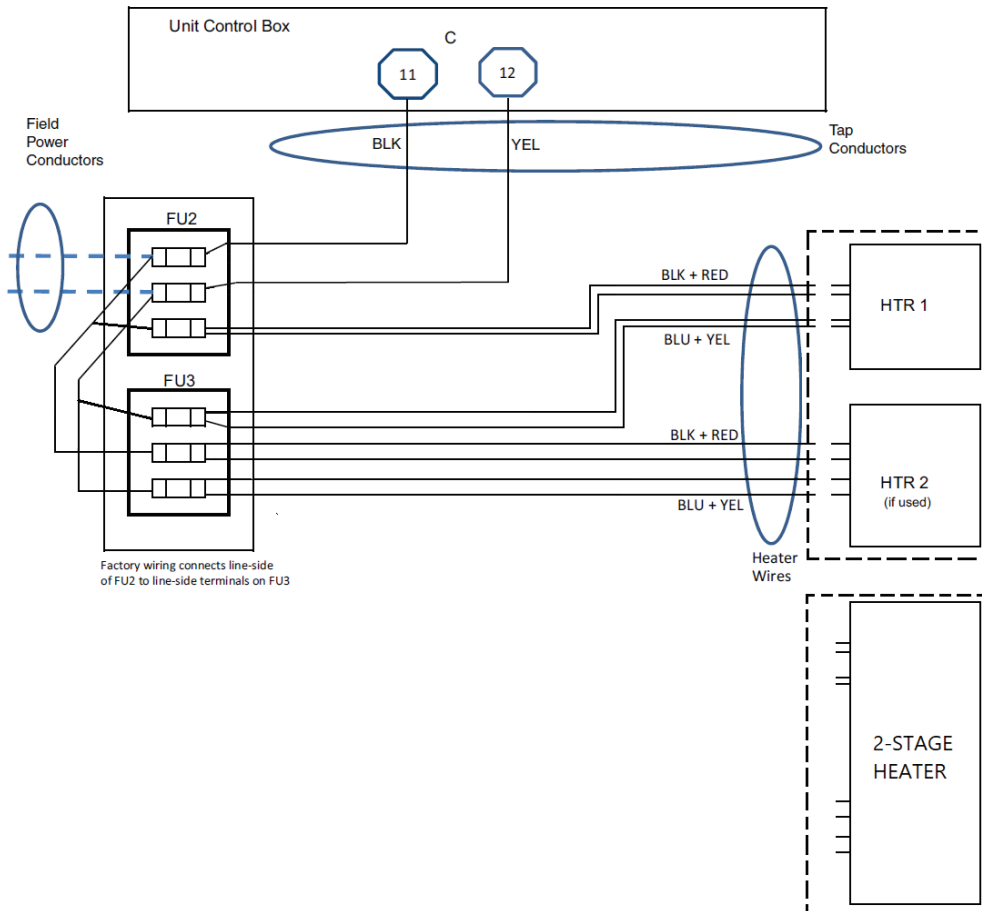 Unit Control Box
C
11
12
Field
Power
Conductors
BLK
YEL
Tap
Conductors
FU2
BLK + RED
HTR 1
BLU + YEL
FU3
BLK + RED
HTR 2
(if used)
BLU + YEL
Heater
Wires
Factory wiring connects line-side
of FU2 to line-side terminals on FU3
2-STAGE
HEATER